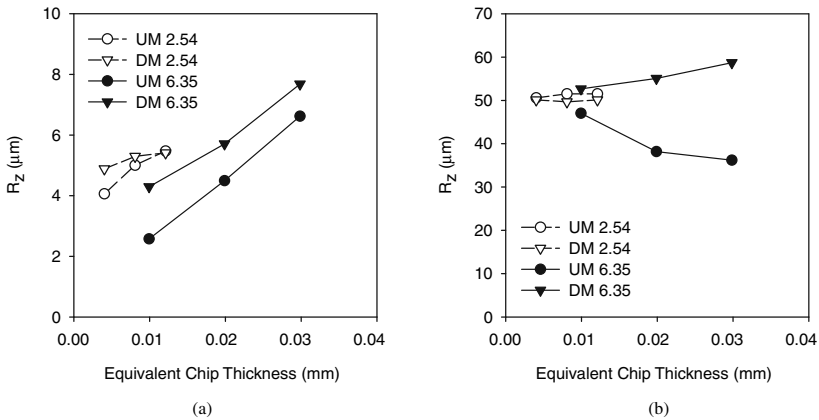 10
8
6
4
2
0
R_z (μm)
UM 2.54
DM 2.54
UM 6.35
DM 6.35
0.00 0.01 0.02 0.03 0.04
Equivalent Chip Thickness (mm)
(a)
70
60
50
40
30
20
10
0
R_z (μm)
UM 2.54
DM 2.54
UM 6.35
DM 6.35
0.00 0.01 0.02 0.03 0.04
Equivalent Chip Thickness (mm)
(b)